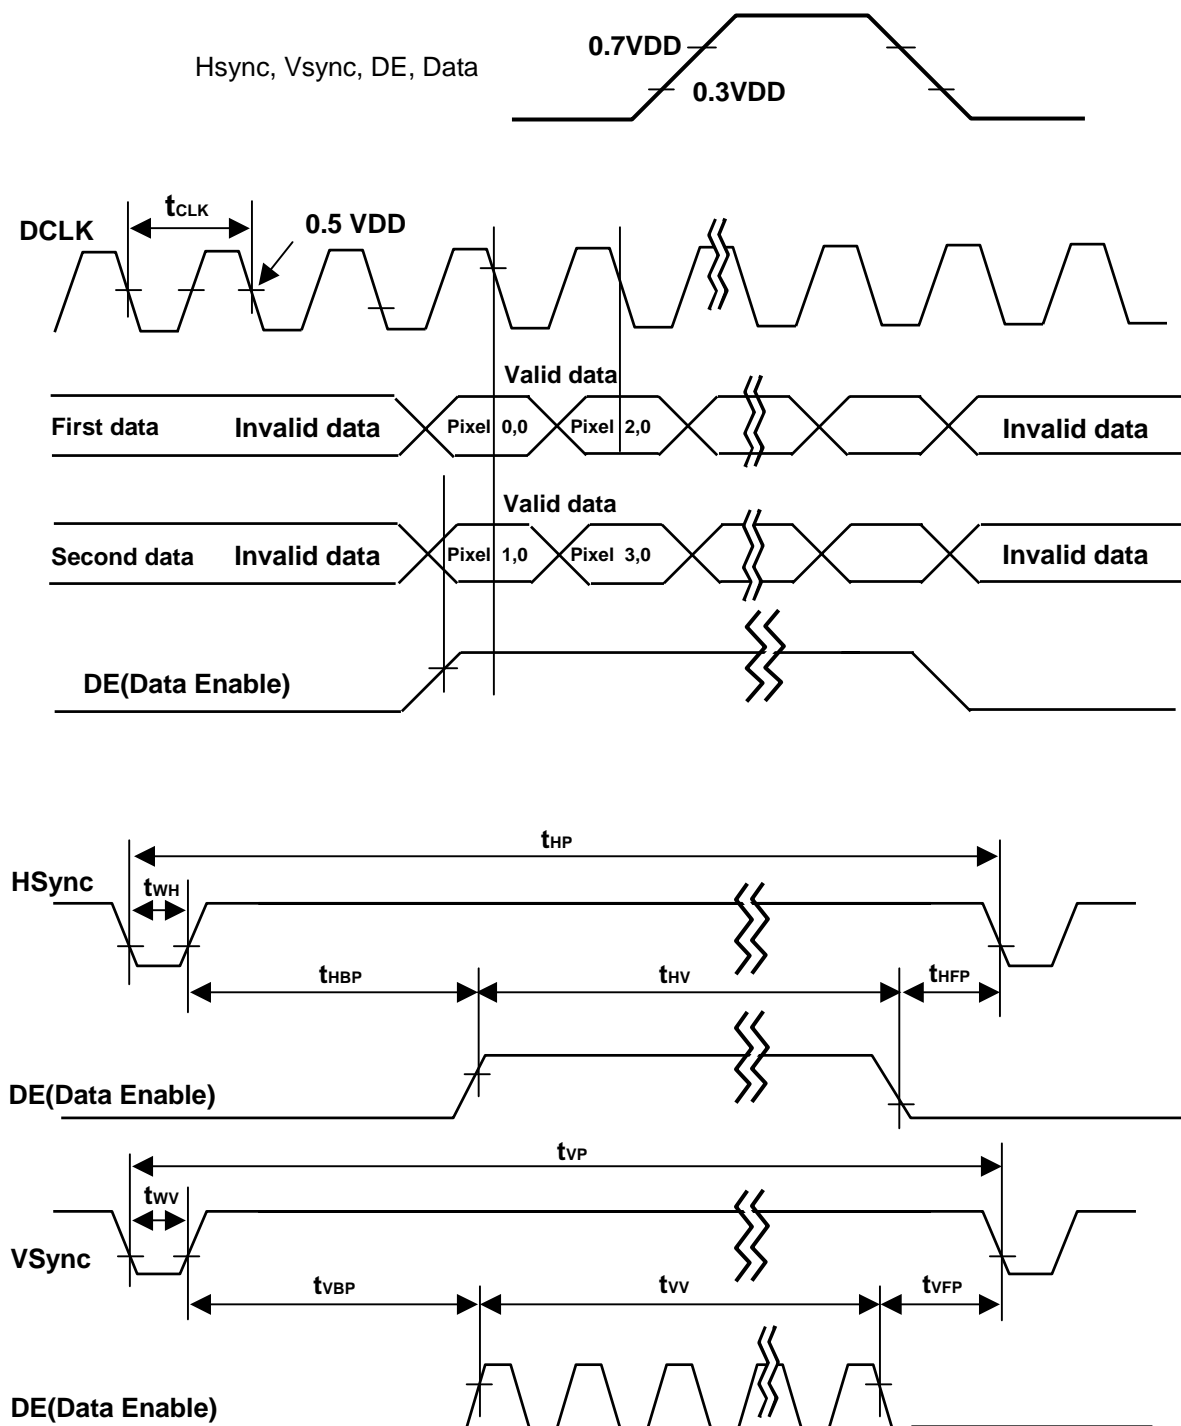 0.7VDD
Hsync, Vsync, DE, Data
0.3VDD
tCLK
0.5 VDD
DCLK
Valid data
First data Invalid data Pixel 0,0 Pixel 2,0 Invalid data
Valid data
Second data Invalid data Pixel 1,0 Pixel 3,0 Invalid data
DE(Data Enable)
tHP
HSync
tWH
tHBP tHV tHFP
DE(Data Enable)
tVP
tWV
VSync
tVBP tVV tVFP
DE(Data Enable)